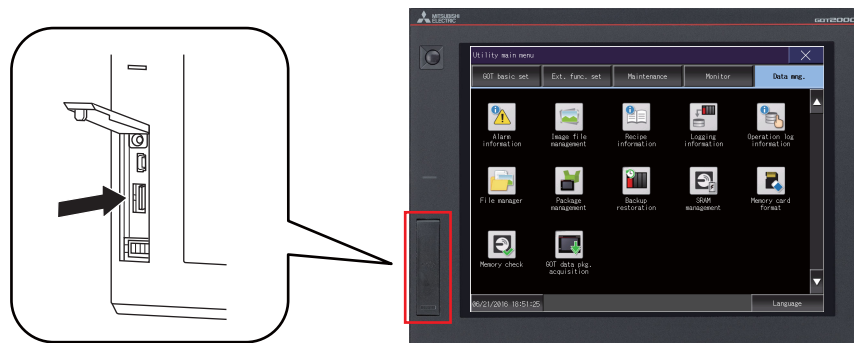 MITSUBISHI
ELECTRIC
GOT2000
Utility main menu
GOT basic set Ext. func. set Maintenance Monitor Data mng.
Alarm Image file Recipe Logging Operation log
information management information information information
File manager Package Backup SRAM Memory card
management restoration management format
Memory check GOT data pkg.
acquisition
06/21/2016 18:51:25 Language